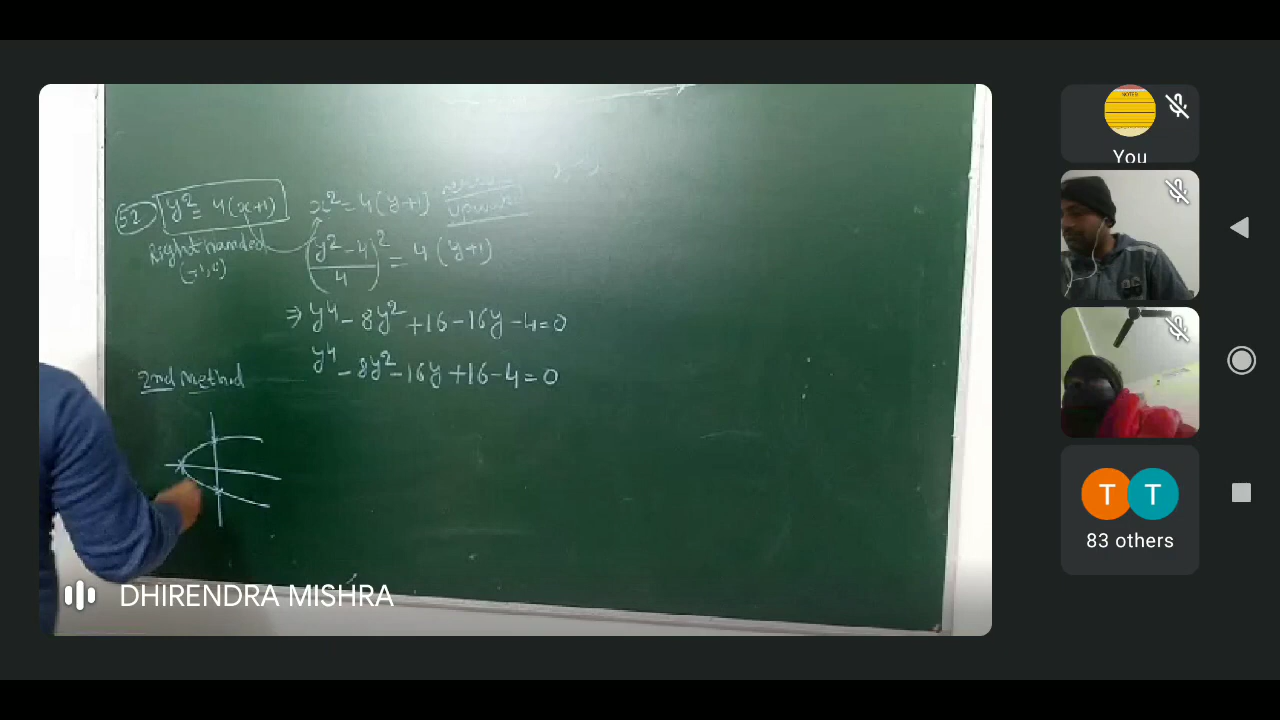 52 y² = 4(x+1) x² = 4(y+1) Upward
Right handed (y² - 4 / 4)² = 4 (y+1)
(-1, 0)
⇒ y⁴ - 8y² + 16 - 16y - 4 = 0
y⁴ - 8y² - 16y + 16 - 4 = 0
2nd Method
DHIRENDRA MISHRA
NOTES
You
T T
83 others